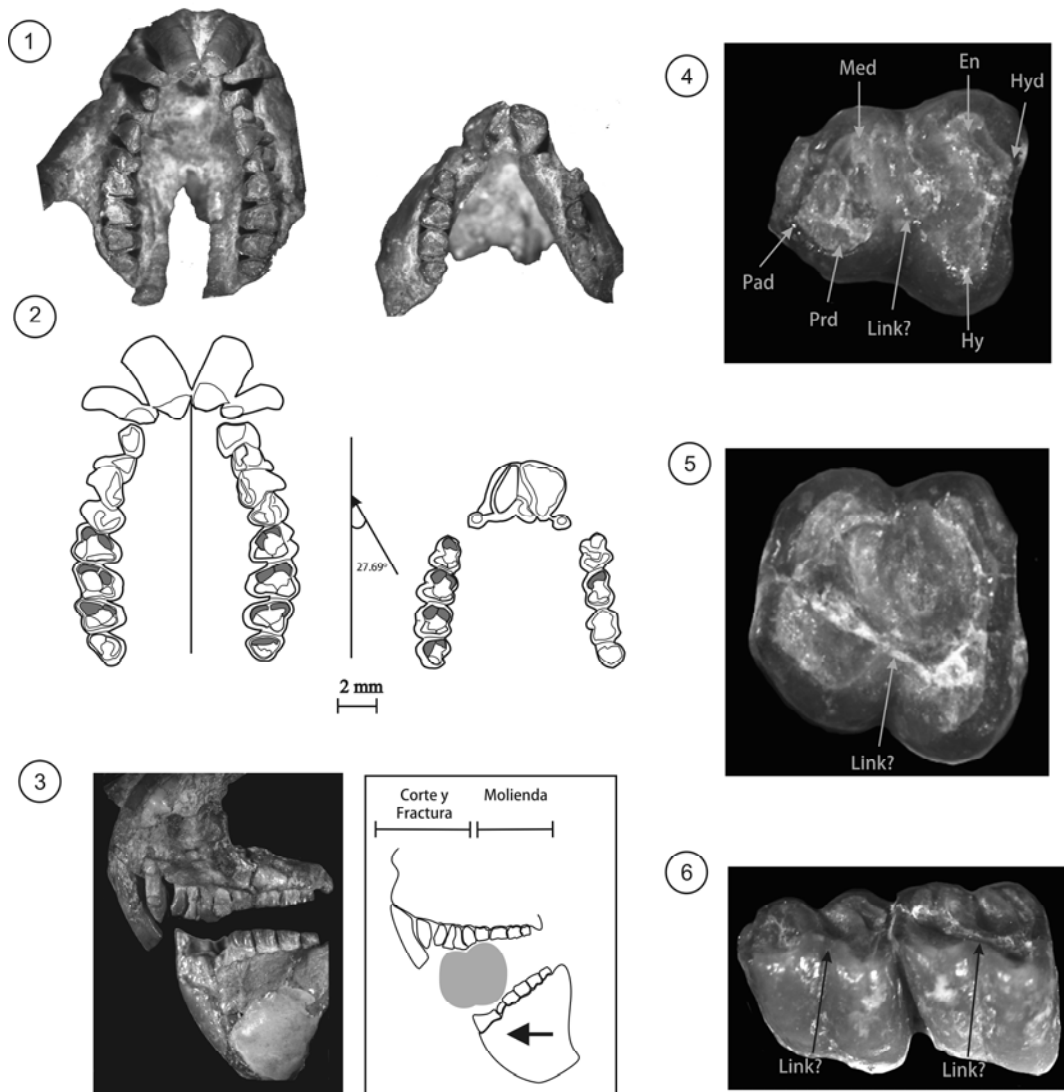 1
2
27.69°
2 mm
3
Corte y
Fractura
Molienda
4
Med
En
Hyd
Pad
Prd
Link?
Hy
5
Link?
6
Link?
Link?